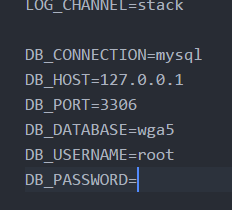 LOG_CHANNEL=stack
DB_CONNECTION=mysql
DB_HOST=127.0.0.1
DB_PORT=3306
DB_DATABASE=wga5
DB_USERNAME=root
DB_PASSWORD=